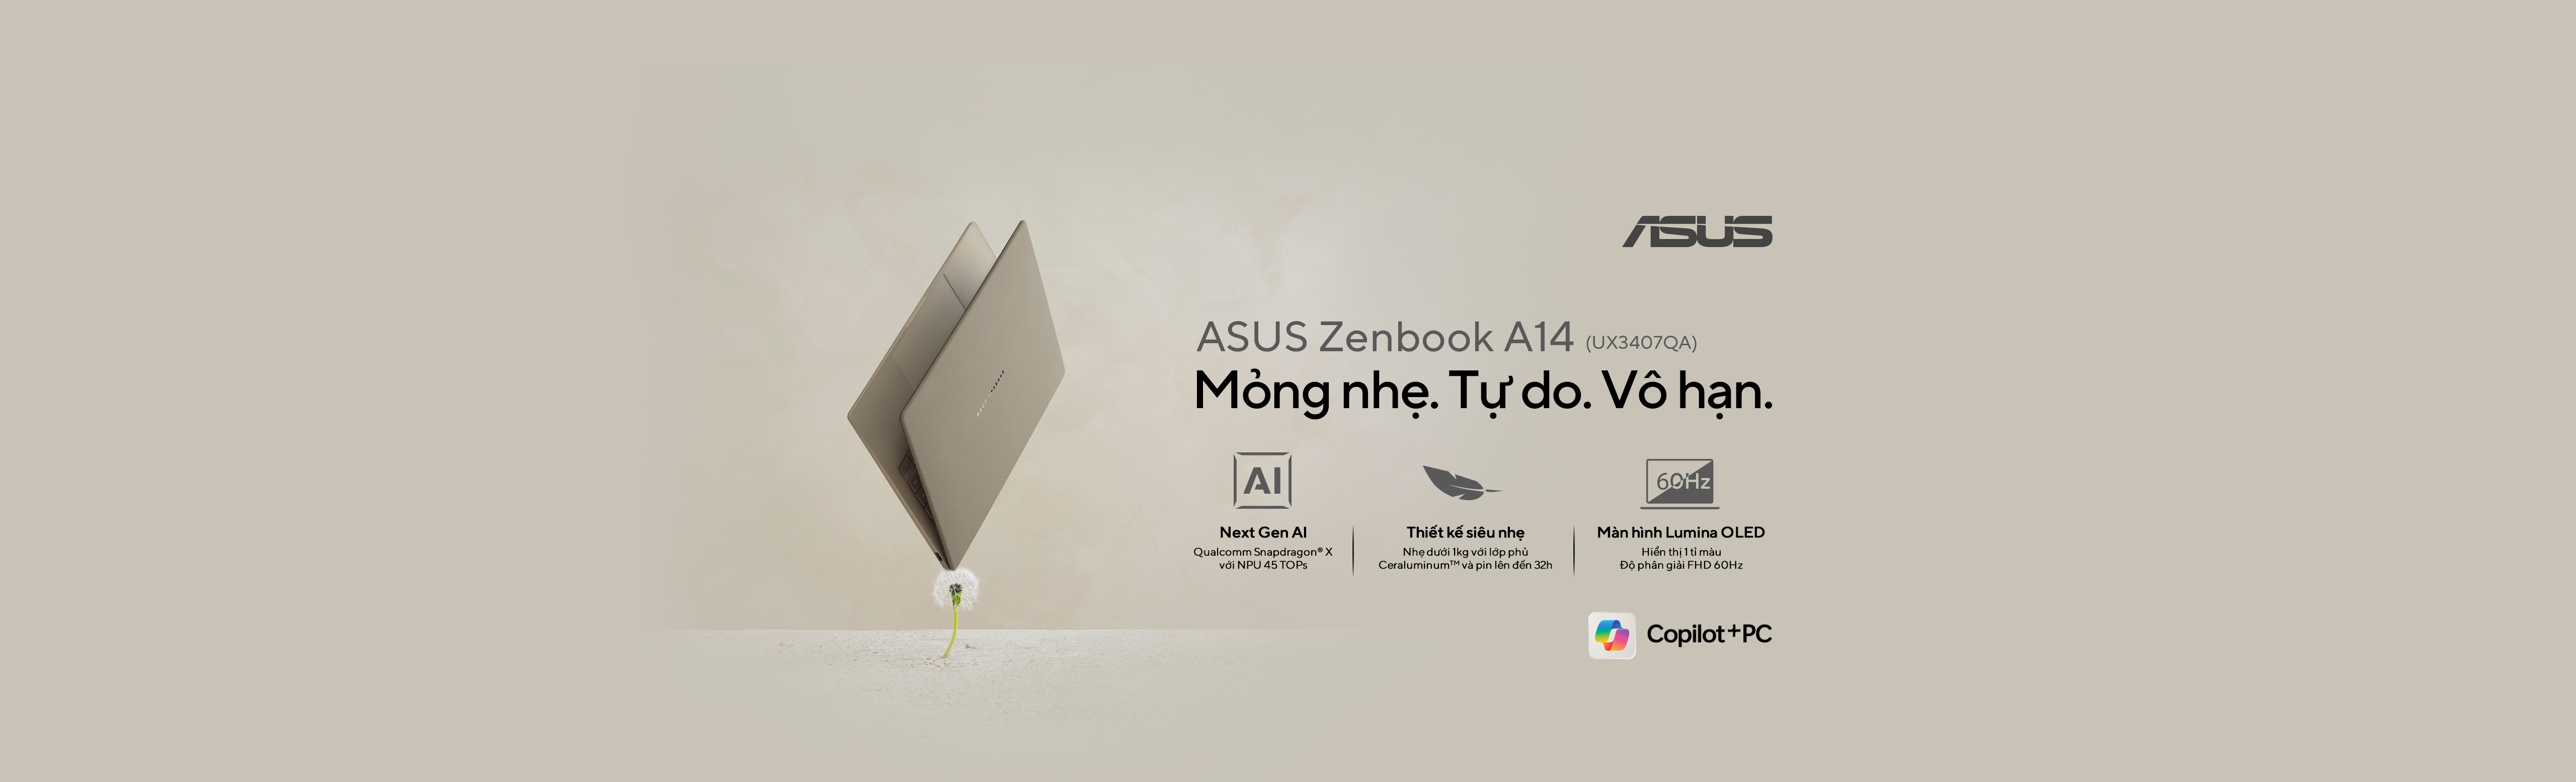 ASUS
ASUS Zenbook A14 (UX3407QA)
Mỏng nhẹ. Tự do. Vô hạn.
AI
60Hz
Next Gen AI
Qualcomm Snapdragon® X
với NPU 45 TOPs
Thiết kế siêu nhẹ
Nhẹ dưới 1kg với lớp phủ
Ceraluminum™ và pin lên đến 32h
Màn hình Lumina OLED
Hiển thị 1 tỉ màu
Độ phân giải FHD 60Hz
Copilot+PC